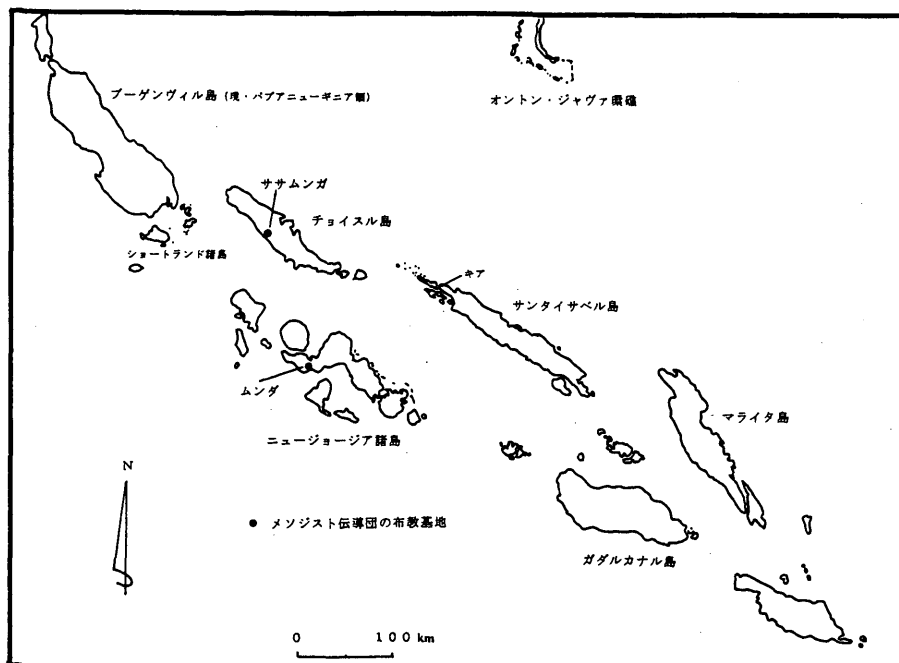 オントン・ジャヴァ環礁
ブーゲンヴィル島（現・パプアニューギニア領）
ササムンガ
チョイスル島
ショートランド諸島
キア
サンタイサベル島
ムンダ
マライタ島
ニュージョージア諸島
N
● メソジスト伝導団の布教基地
ガダルカナル島
0 100 km